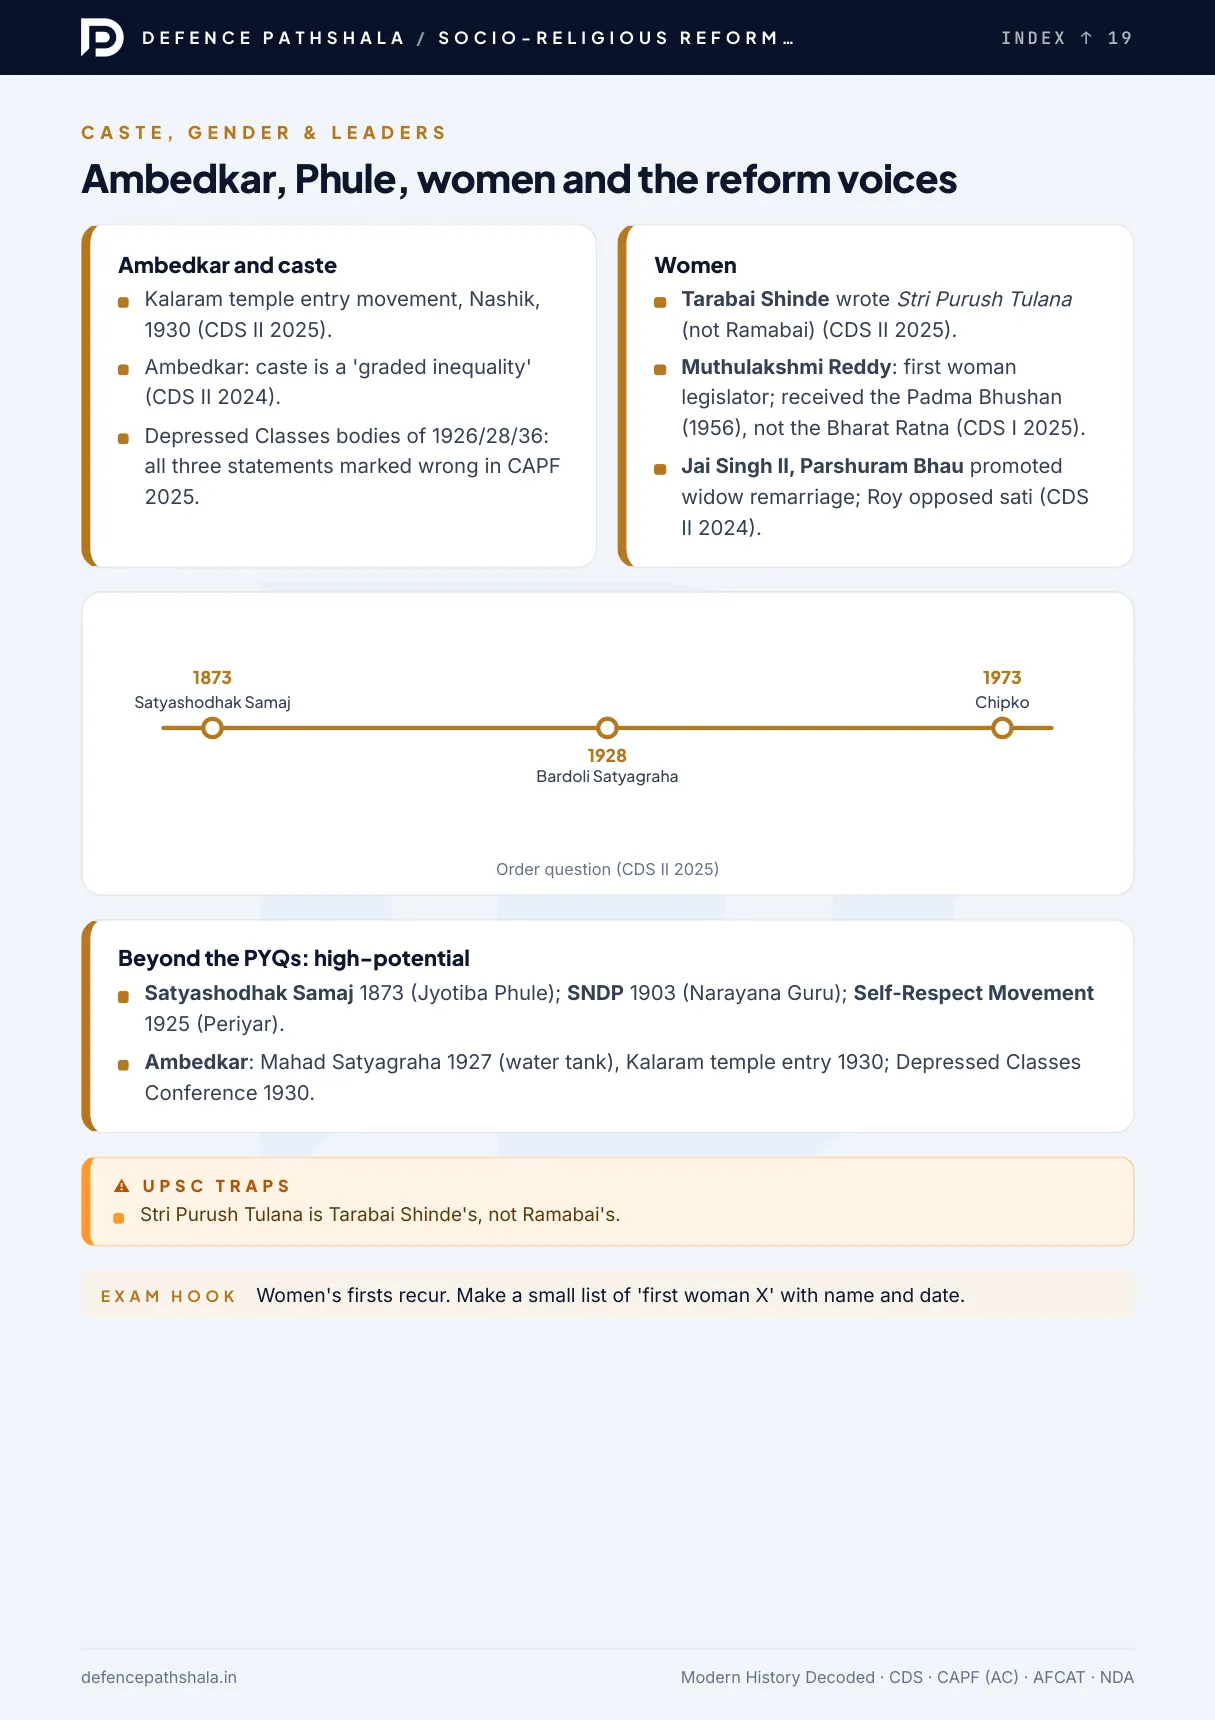 DEFENCE PATHSHALA / SOCIO-RELIGIOUS REFORM…
INDEX ↑ 19
CASTE, GENDER & LEADERS
Ambedkar, Phule, women and the reform voices
Ambedkar and caste
Kalaram temple entry movement, Nashik,
1930 (CDS II 2025).
Ambedkar: caste is a 'graded inequality'
(CDS II 2024).
Depressed Classes bodies of 1926/28/36:
all three statements marked wrong in CAPF
2025.
Women
Tarabai Shinde wrote Stri Purush Tulana
(not Ramabai) (CDS II 2025).
Muthulakshmi Reddy: first woman
legislator; received the Padma Bhushan
(1956), not the Bharat Ratna (CDS I 2025).
Jai Singh II, Parshuram Bhau promoted
widow remarriage; Roy opposed sati (CDS
II 2024).
1873
Satyashodhak Samaj
1928
Bardoli Satyagraha
1973
Chipko
Order question (CDS II 2025)
Beyond the PYQs: high-potential
Satyashodhak Samaj 1873 (Jyotiba Phule); SNDP 1903 (Narayana Guru); Self-Respect Movement
1925 (Periyar).
Ambedkar: Mahad Satyagraha 1927 (water tank), Kalaram temple entry 1930; Depressed Classes
Conference 1930.
⚠ UPSC TRAPS
Stri Purush Tulana is Tarabai Shinde's, not Ramabai's.
EXAM HOOK Women's firsts recur. Make a small list of 'first woman X' with name and date.
defencepathshala.in
Modern History Decoded · CDS · CAPF (AC) · AFCAT · NDA